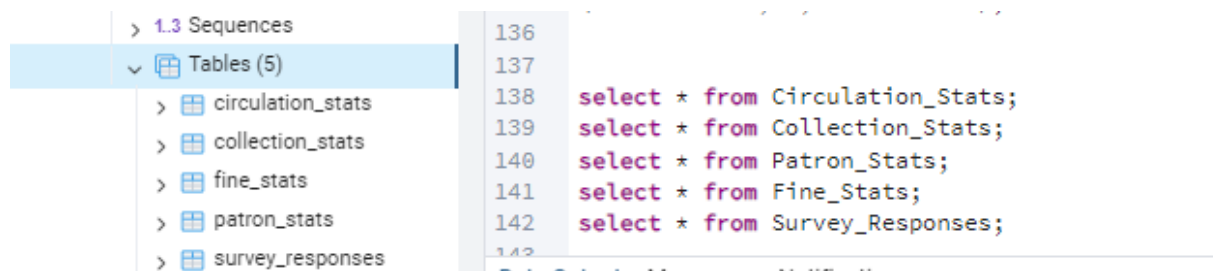 1..3 Sequences
Tables (5)
circulation_stats
collection_stats
fine_stats
patron_stats
survey_responses
136
137
138 select * from Circulation_Stats;
139 select * from Collection_Stats;
140 select * from Patron_Stats;
141 select * from Fine_Stats;
142 select * from Survey_Responses;